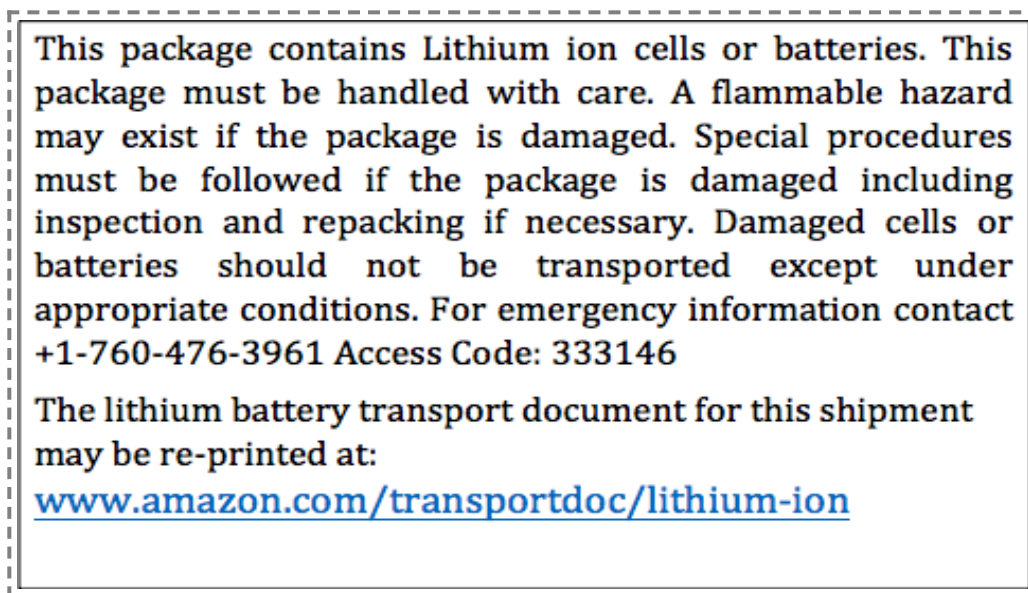 This package contains Lithium ion cells or batteries. This
package must be handled with care. A flammable hazard
may exist if the package is damaged. Special procedures
must be followed if the package is damaged including
inspection and repacking if necessary. Damaged cells or
batteries should not be transported except under
appropriate conditions. For emergency information contact
+1-760-476-3961 Access Code: 333146
The lithium battery transport document for this shipment
may be re-printed at:
www.amazon.com/transportdoc/lithium-ion